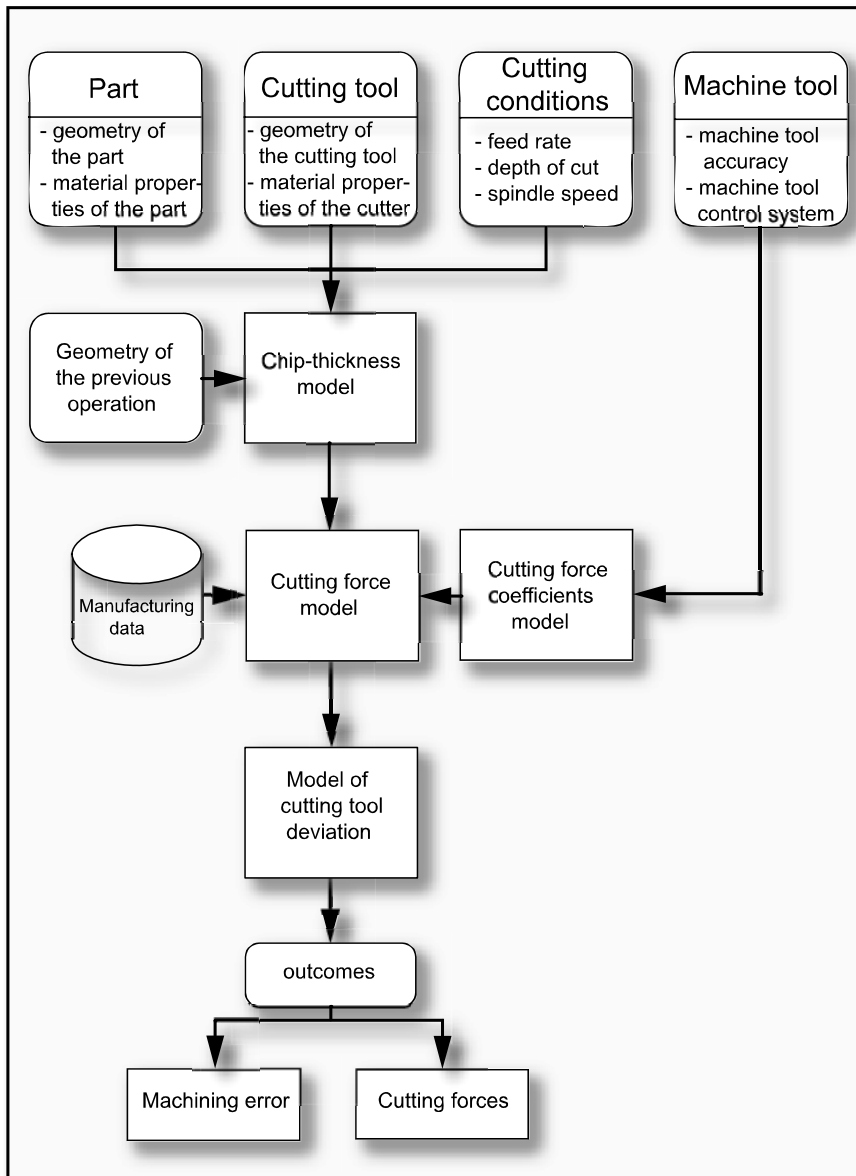 Part
- geometry of
the part
- material proper-
ties of the part
Cutting tool
- geometry of
the cutting tool
- material proper-
ties of the cutter
Cutting
conditions
- feed rate
- depth of cut
- spindle speed
Machine tool
- machine tool
accuracy
- machine tool
control system
Geometry of
the previous
operation
Chip-thickness
model
Manufacturing
data
Cutting force
model
Cutting force
coefficients
model
Model of
cutting tool
deviation
outcomes
Machining error
Cutting forces